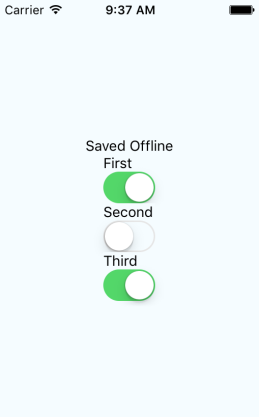 Carrier 9:37 AM
Saved Offline
First
Second
Third